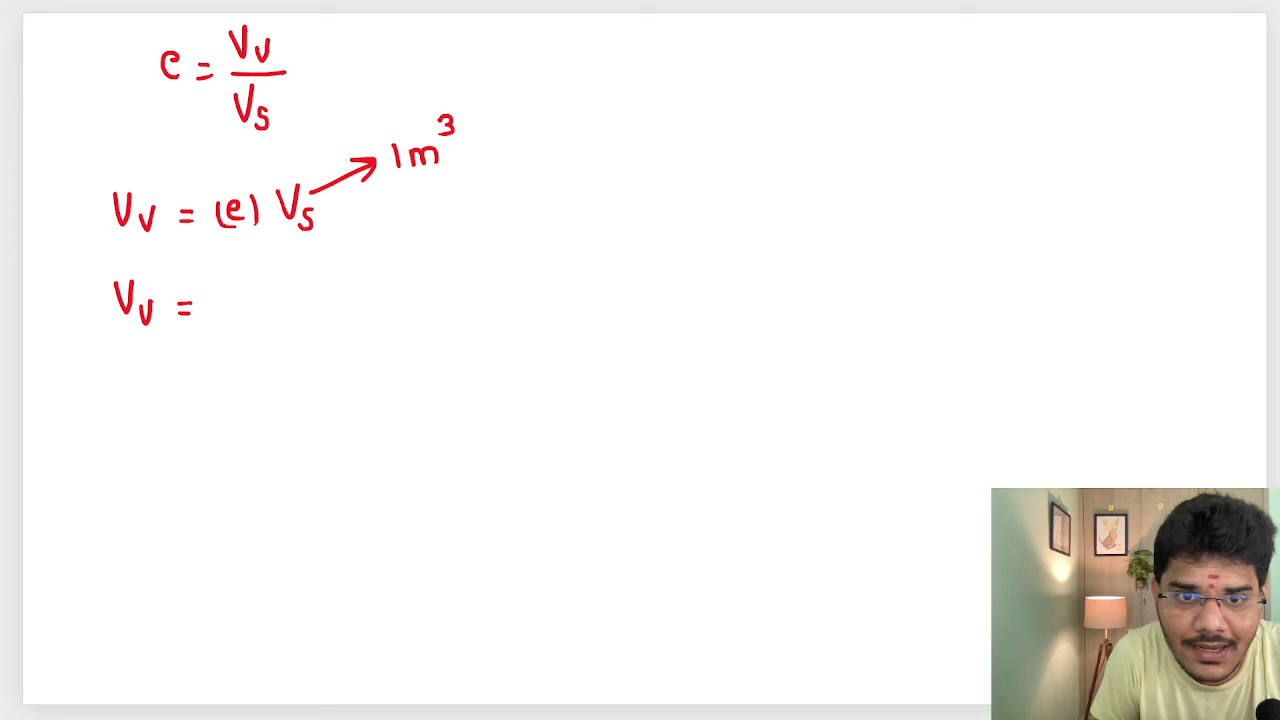 e = Vv / Vs
1m³
Vv = (e) Vs
Vv =